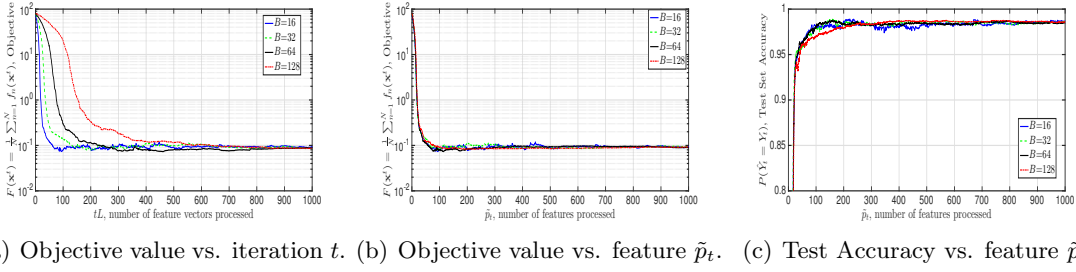 10^2
10^1
10^0
10^-1
10^-2
F(x^t) = 1/N ∑_{n=1}^N f_n(x^t), Objective
B=16
B=32
B=64
B=128
0 100 200 300 400 500 600 700 800 900 1000
tL, number of feature vectors processed
) Objective value vs. iteration t.
10^2
10^1
10^0
10^-1
10^-2
F(x^t) = 1/N ∑_{n=1}^N f_n(x^t), Objective
B=16
B=32
B=64
B=128
0 100 200 300 400 500 600 700 800 900 1000
p̃_t, number of features processed
(b) Objective value vs. feature p̃_t.
1
0.95
0.9
0.85
0.8
P(Ŷ_t = Y_t), Test Set Accuracy
B=16
B=32
B=64
B=128
0 100 200 300 400 500 600 700 800 900 1000
p̃_t, number of features processed
(c) Test Accuracy vs. feature p̃